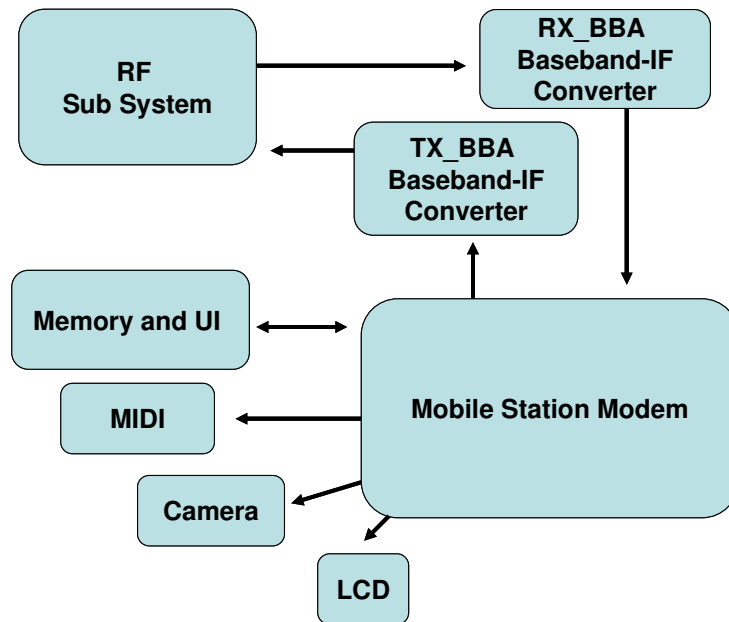 RF
Sub System
RX_BBA
Baseband-IF
Converter
TX_BBA
Baseband-IF
Converter
Memory and UI
Mobile Station Modem
MIDI
Camera
LCD